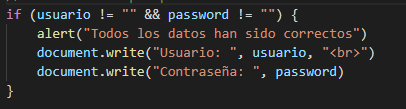 if (usuario != "" && password != "") {
    alert("Todos los datos han sido correctos")
    document.write("Usuario: ", usuario, "<br>")
    document.write("Contraseña: ", password)
}